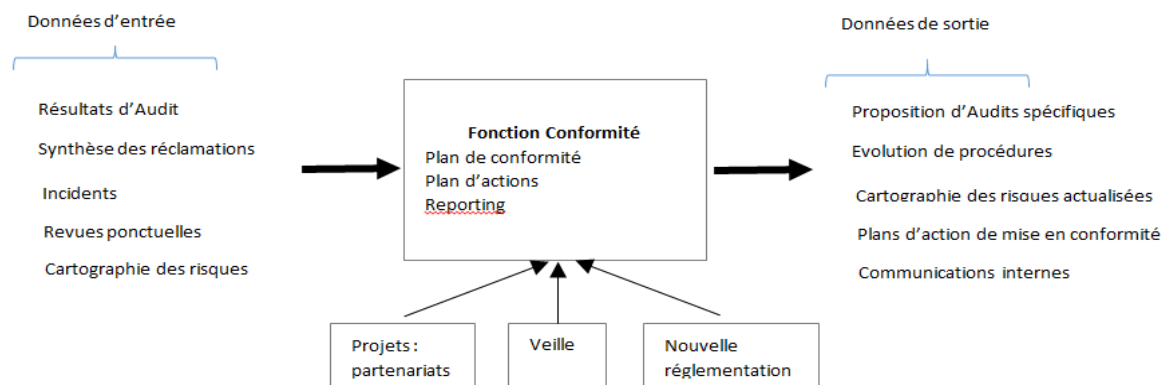 Données d'entrée
Résultats d'Audit
Synthèse des réclamations
Incidents
Revues ponctuelles
Cartographie des risques
Fonction Conformité
Plan de conformité
Plan d'actions
Reporting
Projets :
partenariats
Veille
Nouvelle
réglementation
Données de sortie
Proposition d'Audits spécifiques
Evolution de procédures
Cartographie des risques actualisées
Plans d'action de mise en conformité
Communications internes